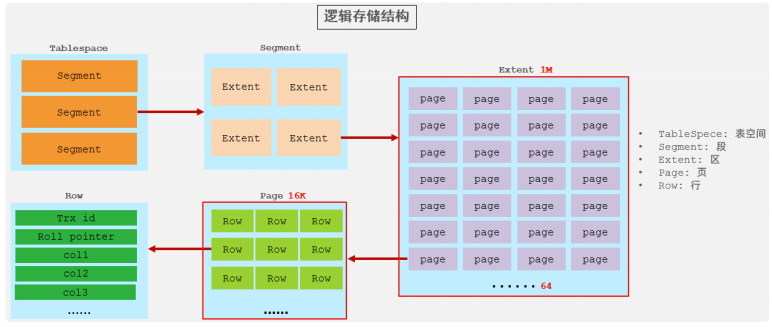 逻辑存储结构
Tablespace
Segment
Segment
Segment
Segment
Extent Extent
Extent Extent
Extent 1M
page page page page
page page page page
page page page page
page page page page
page page page page
page page page page
page page page page
······ 64
• TableSpece: 表空间
• Segment: 段
• Extent: 区
• Page: 页
• Row: 行
Row
Trx id
Roll pointer
col1
col2
col3
······
Page 16K
Row Row Row
Row Row Row
Row Row Row
······